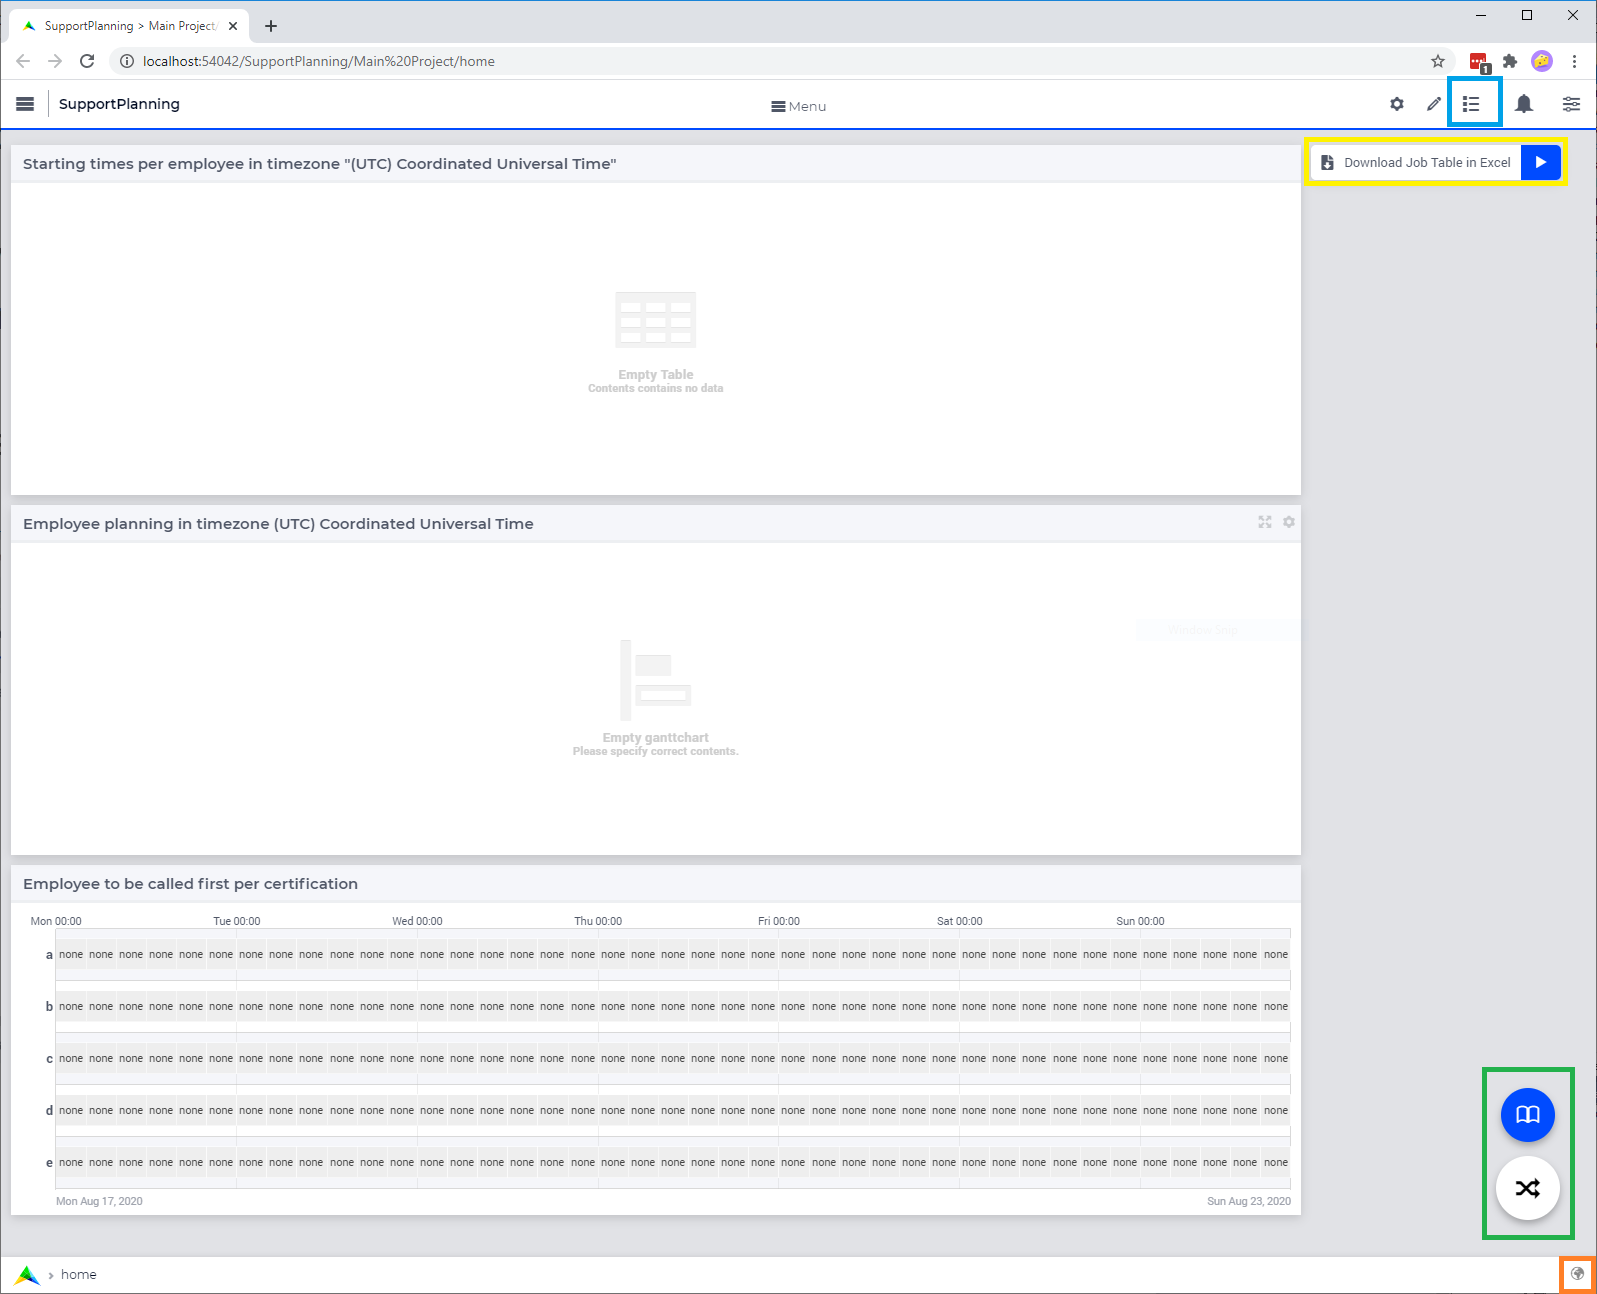 SupportPlanning > Main Project/
localhost:54042/SupportPlanning/Main%20Project/home
1
SupportPlanning
Menu
Starting times per employee in timezone "(UTC) Coordinated Universal Time"
Download Job Table in Excel
Empty Table
Contents contains no data
Employee planning in timezone (UTC) Coordinated Universal Time
Window Snip
Empty ganttchart
Please specify correct contents.
Employee to be called first per certification
Mon 00:00 Tue 00:00 Wed 00:00 Thu 00:00 Fri 00:00 Sat 00:00 Sun 00:00
a none none none none none none none none none none none none none none none none none none none none none none none none none none none none none none none none none none none none none none none none none
b none none none none none none none none none none none none none none none none none none none none none none none none none none none none none none none none none none none none none none none none none
c none none none none none none none none none none none none none none none none none none none none none none none none none none none none none none none none none none none none none none none none none
d none none none none none none none none none none none none none none none none none none none none none none none none none none none none none none none none none none none none none none none none none
e none none none none none none none none none none none none none none none none none none none none none none none none none none none none none none none none none none none none none none none none none
Mon Aug 17, 2020 Sun Aug 23, 2020
home